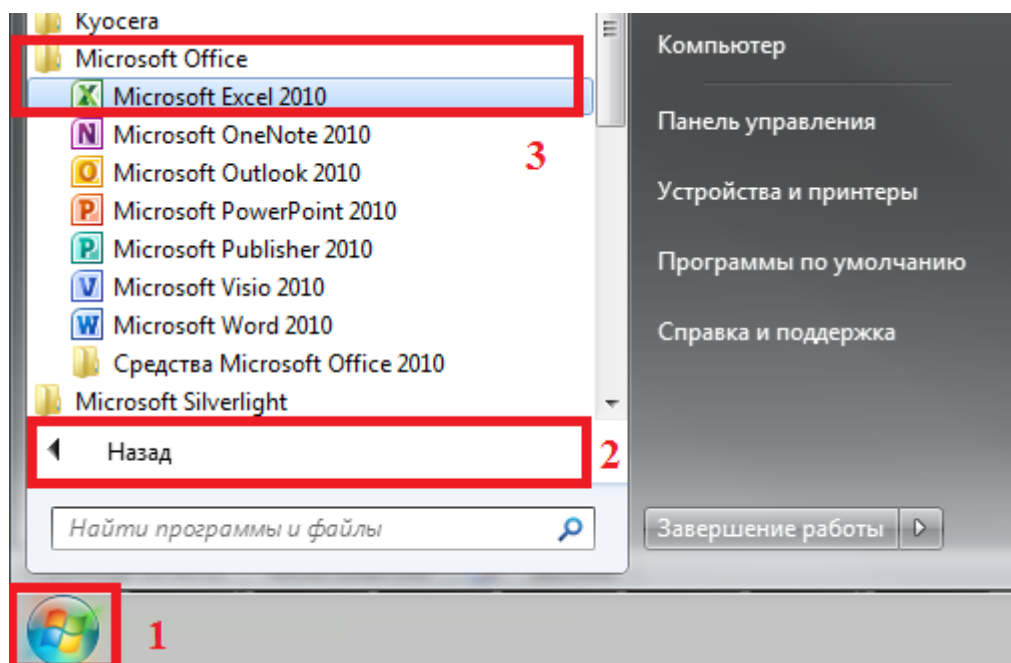 Kyocera
Microsoft Office
Microsoft Excel 2010
Microsoft OneNote 2010
3
Microsoft Outlook 2010
Microsoft PowerPoint 2010
Microsoft Publisher 2010
Microsoft Visio 2010
Microsoft Word 2010
Средства Microsoft Office 2010
Microsoft Silverlight
Назад
2
Найти программы и файлы
Компьютер
Панель управления
Устройства и принтеры
Программы по умолчанию
Справка и поддержка
Завершение работы
1